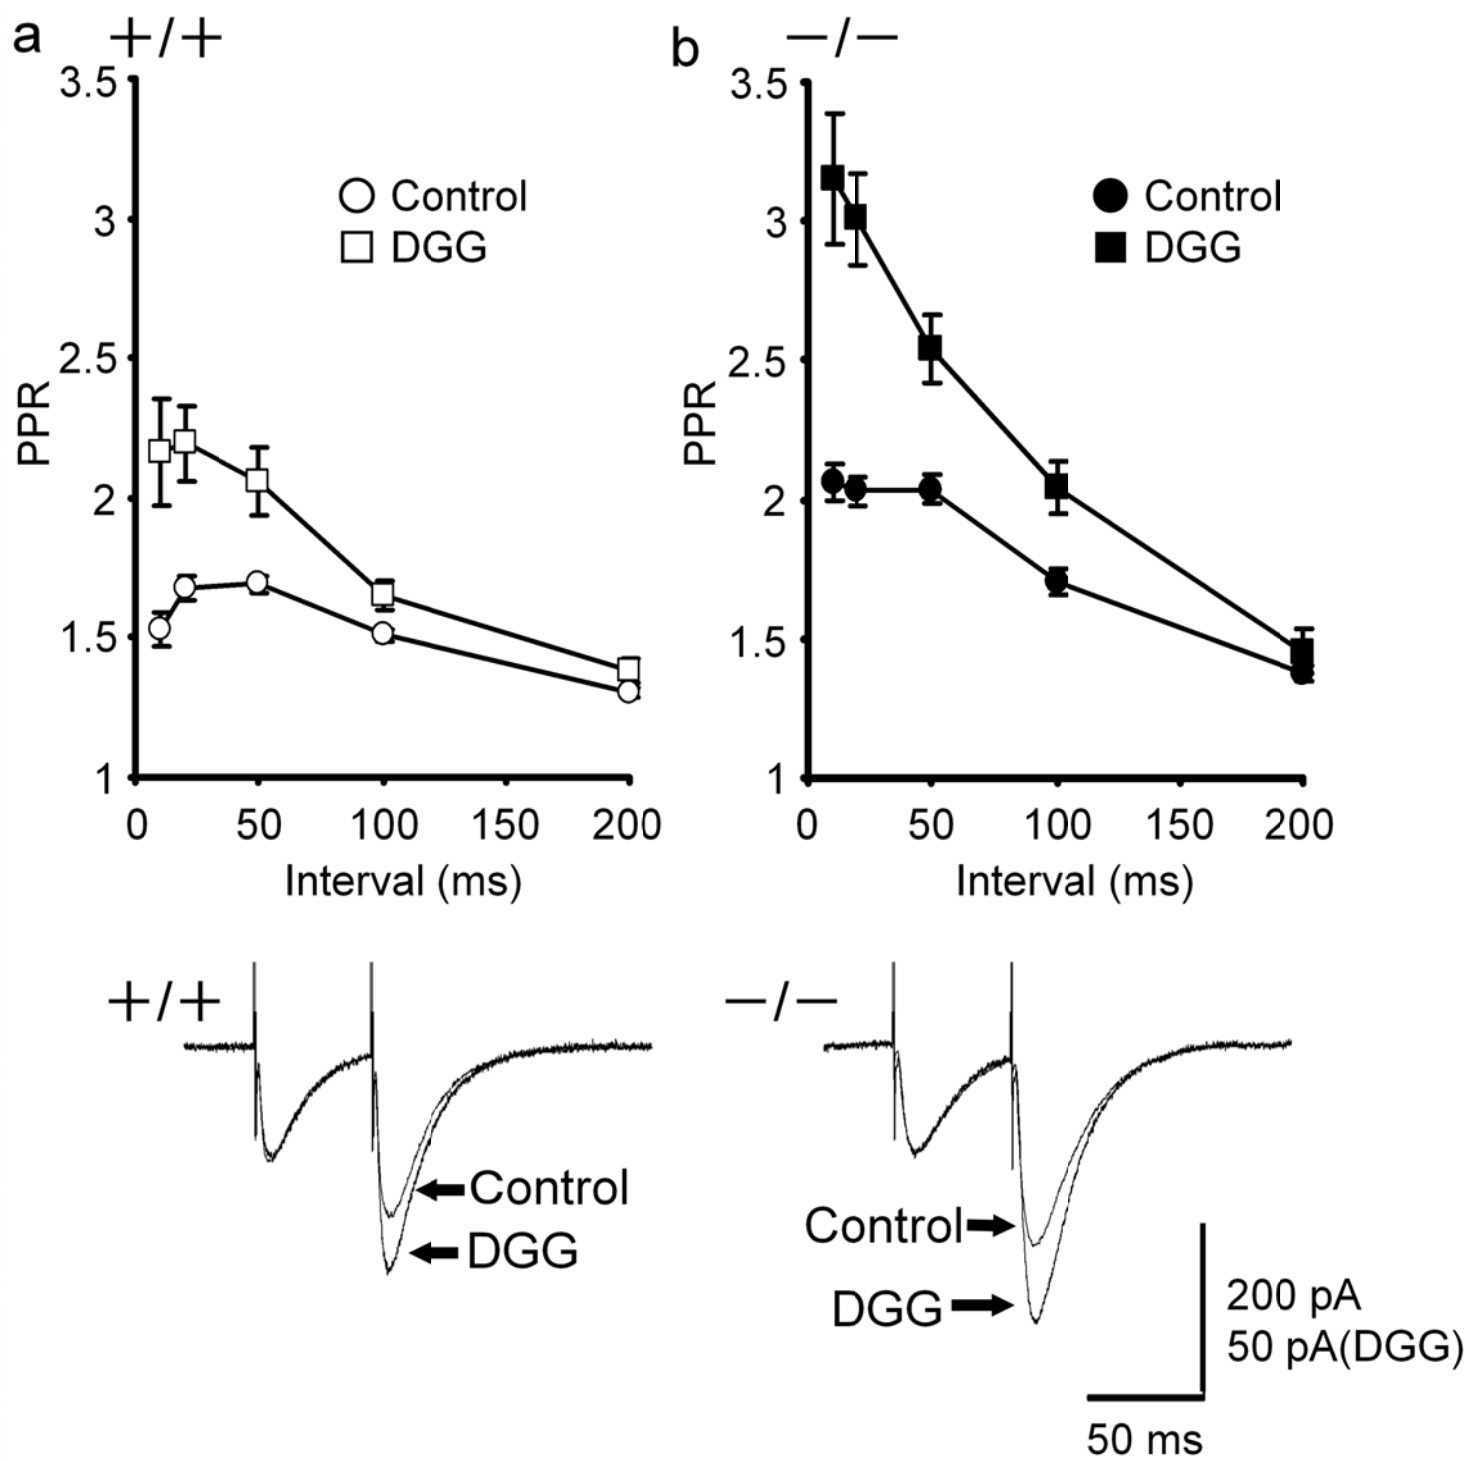 a +/+
3.5
3
2.5
2
1.5
1
PPR
Control
DGG
0 50 100 150 200
Interval (ms)
b −/−
3.5
3
2.5
2
1.5
1
PPR
Control
DGG
0 50 100 150 200
Interval (ms)
+/+
Control
DGG
−/−
Control
DGG
200 pA
50 pA(DGG)
50 ms